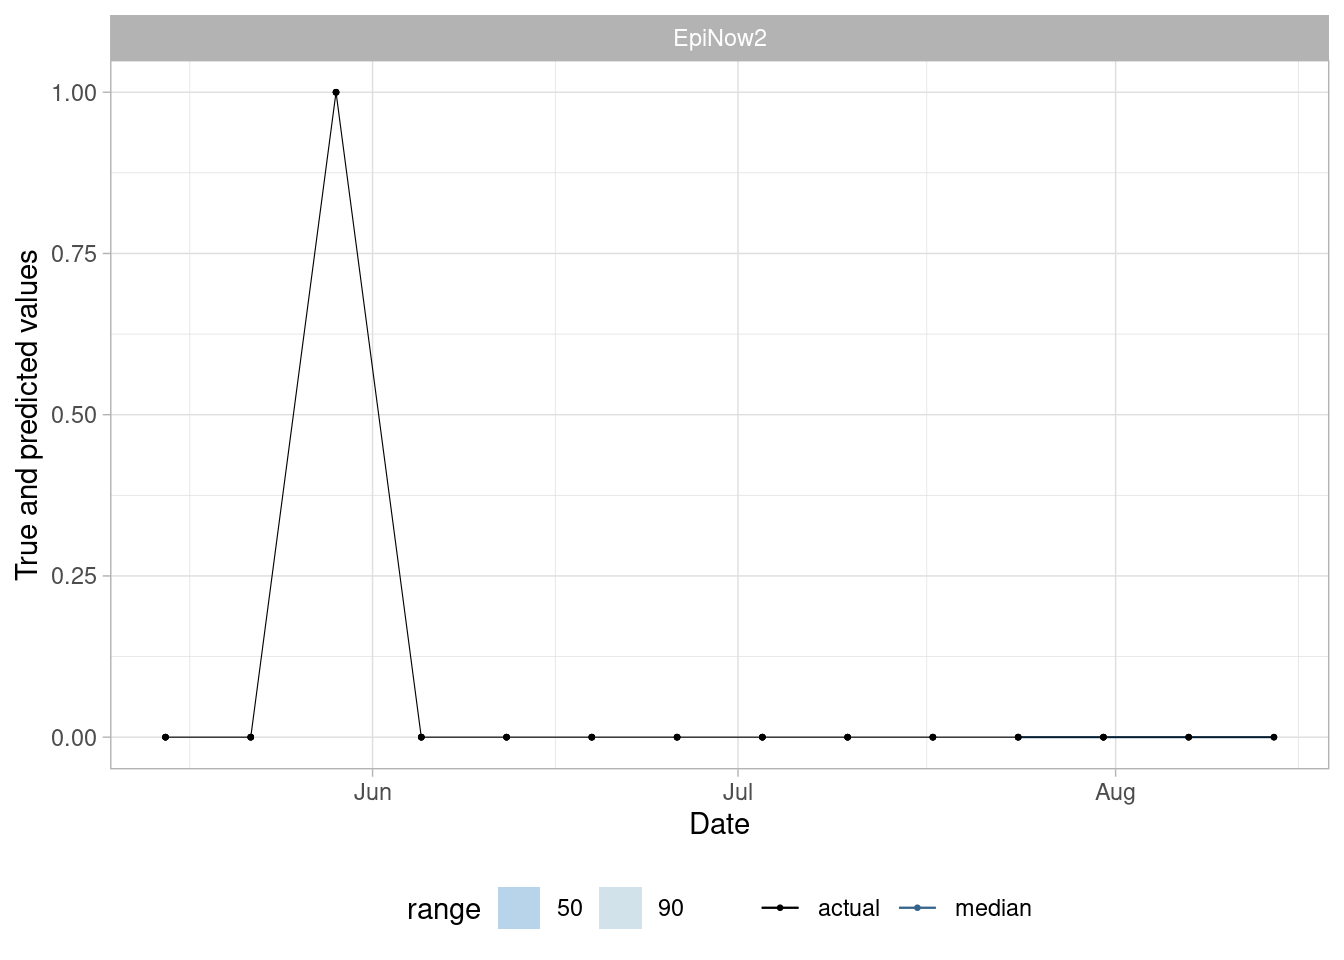 EpiNow2
1.00
0.75
0.50
0.25
0.00
True and predicted values
Jun Jul Aug
Date
range 50 90 actual median